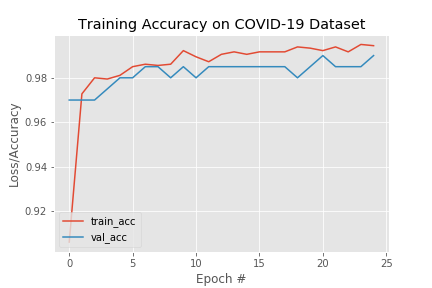 Training Accuracy on COVID-19 Dataset
Loss/Accuracy
0.98
0.96
0.94
0.92
train_acc
val_acc
0 5 10 15 20 25
Epoch #